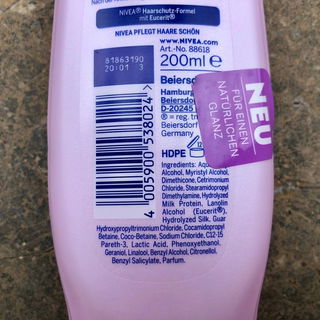 NIVEA® Haarschutz-Formel
mit Eucerit®
NIVEA PFLEGT HAARE SCHÖN
www.NIVEA.com
Art.-No. 88618
81863190
20:01 3
200ml ℮
Beiersdorf
Hamburg
Beiersdo
D-20245
® = reg. tm
Beiersdorf
Germany
HDPE
12
NEU
FÜR EINEN
NATÜRLICHEN
GLANZ
4 005900 538024 >
Ingredients: Aqua,
Alcohol, Myristyl Alcohol,
Dimethicone, Cetrimonium
Chloride, Stearamidopropyl
Dimethylamine, Hydrolyzed
Milk Protein, Lanolin
Alcohol (Eucerit®),
Hydrolyzed Silk, Guar
Hydroxypropyltrimonium Chloride, Cocamidopropyl
Betaine, Coco-Betaine, Sodium Chloride, C12-15
Pareth-3, Lactic Acid, Phenoxyethanol,
Geraniol, Linalool, Benzyl Alcohol, Citronellol,
Benzyl Salicylate, Parfum.